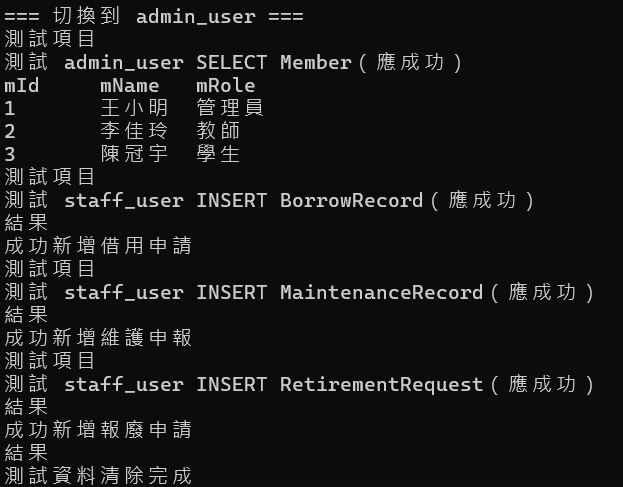 === 切換到 admin_user ===
測試項目
測試 admin_user SELECT Member(應成功)
mId mName mRole
1 王小明 管理員
2 李佳玲 教師
3 陳冠宇 學生
測試項目
測試 staff_user INSERT BorrowRecord(應成功)
結果
成功新增借用申請
測試項目
測試 staff_user INSERT MaintenanceRecord(應成功)
結果
成功新增維護申報
測試項目
測試 staff_user INSERT RetirementRequest(應成功)
結果
成功新增報廢申請
結果
測試資料清除完成